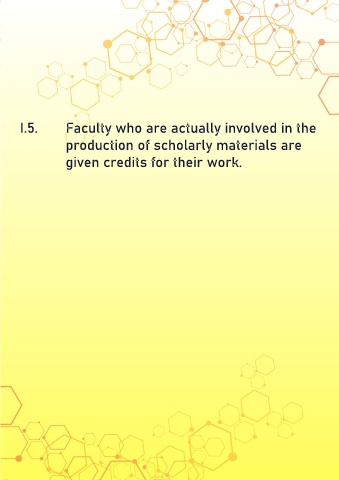 I.5. Faculty who are actually involved in the
production of scholarly materials are
given credits for their work.